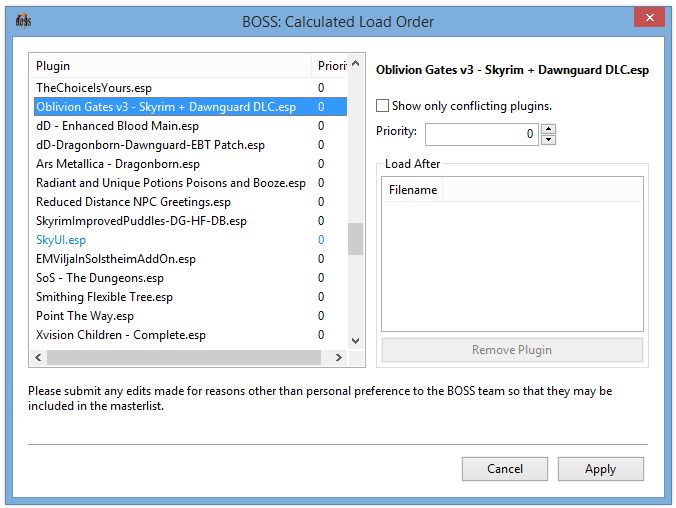 BOSS
BOSS: Calculated Load Order
Plugin Priorit
TheChoiceIsYours.esp 0
Oblivion Gates v3 - Skyrim + Dawnguard DLC.esp 0
dD - Enhanced Blood Main.esp 0
dD-Dragonborn-Dawnguard-EBT Patch.esp 0
Ars Metallica - Dragonborn.esp 0
Radiant and Unique Potions Poisons and Booze.esp 0
Reduced Distance NPC Greetings.esp 0
SkyrimImprovedPuddles-DG-HF-DB.esp 0
SkyUI.esp 0
EMViljaInSolstheimAddOn.esp 0
SoS - The Dungeons.esp 0
Smithing Flexible Tree.esp 0
Point The Way.esp 0
Xvision Children - Complete.esp 0
Oblivion Gates v3 - Skyrim + Dawnguard DLC.esp
Show only conflicting plugins.
Priority: 0
Load After
Filename
Remove Plugin
Please submit any edits made for reasons other than personal preference to the BOSS team so that they may be
included in the masterlist.
Cancel Apply